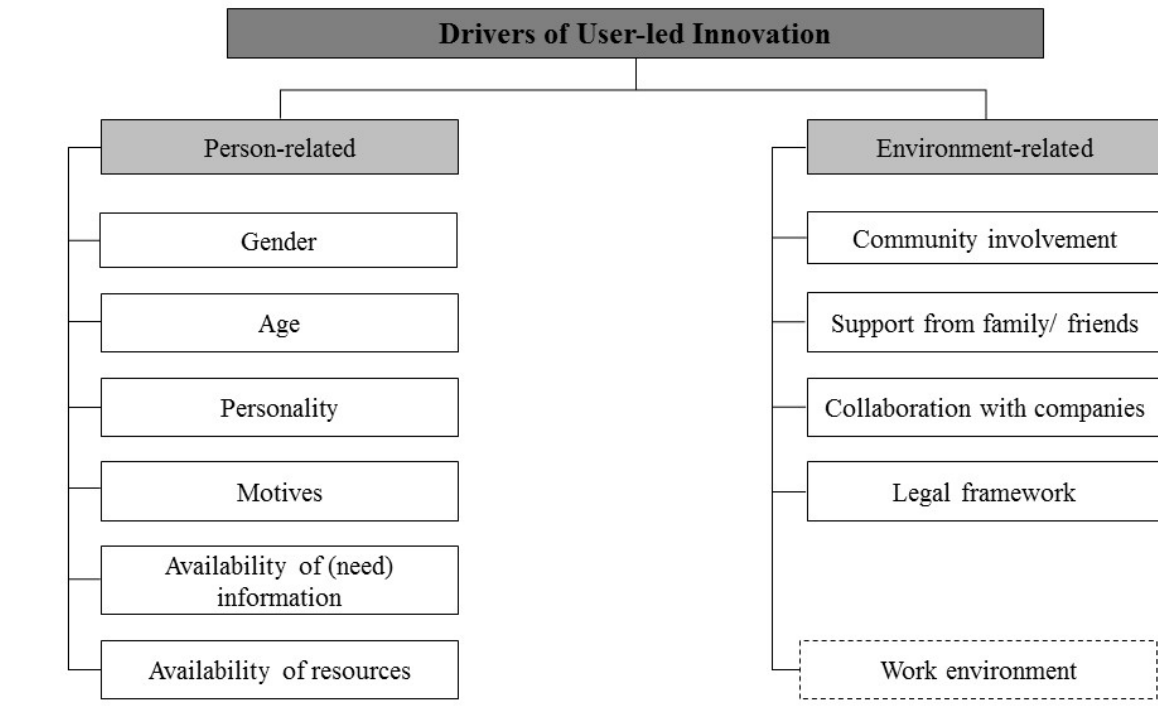 Drivers of User-led Innovation
Person-related
Gender
Age
Personality
Motives
Availability of (need)
information
Availability of resources
Environment-related
Community involvement
Support from family/ friends
Collaboration with companies
Legal framework
Work environment